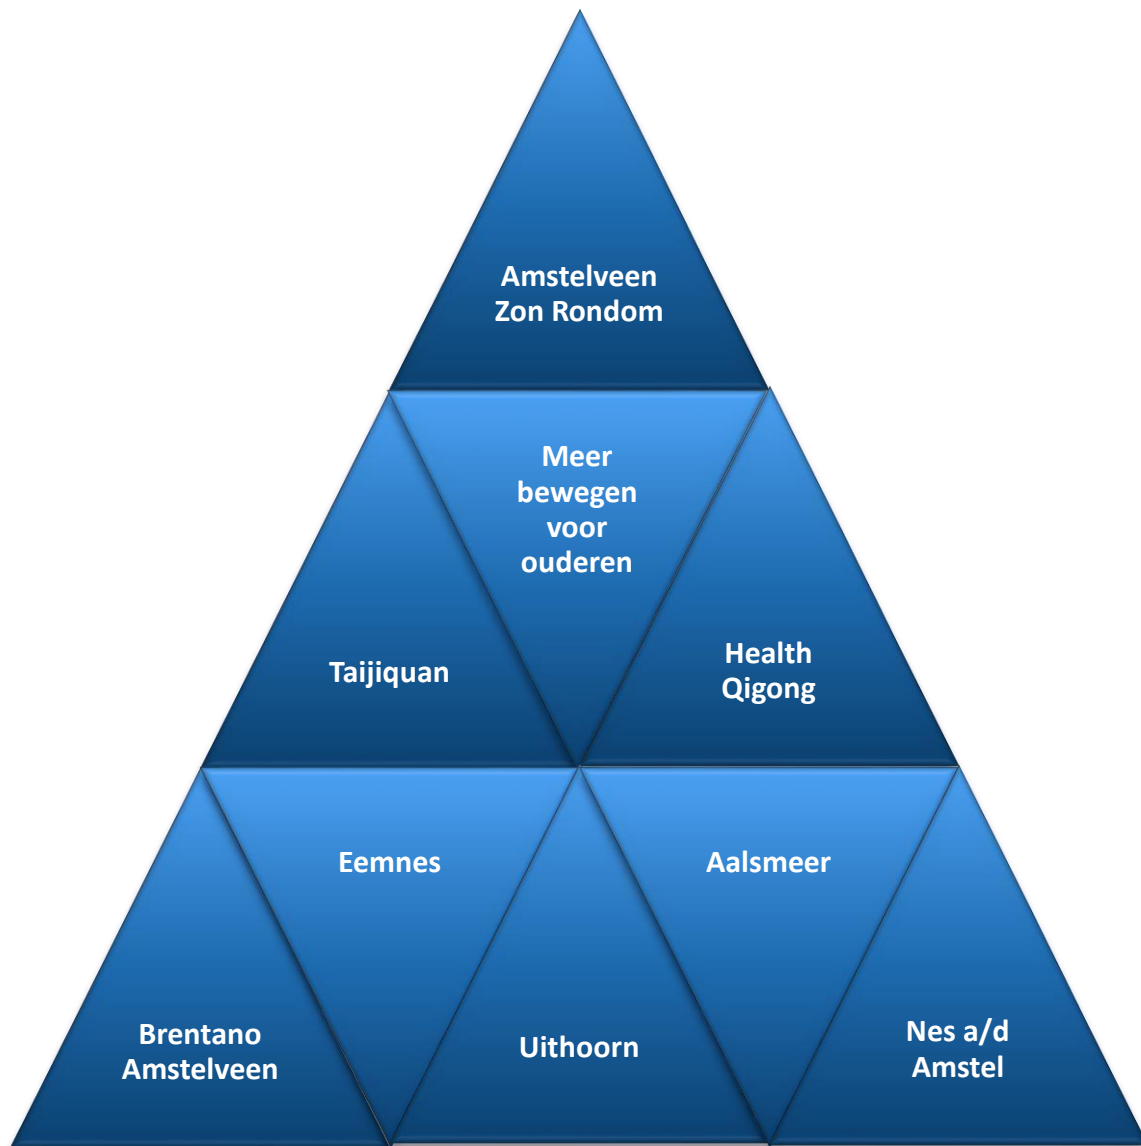 Amstelveen
Zon Rondom
Meer
bewegen
voor
ouderen
Taijiquan
Health
Qigong
Eemnes
Aalsmeer
Brentano
Amstelveen
Uithoorn
Nes a/d
Amstel